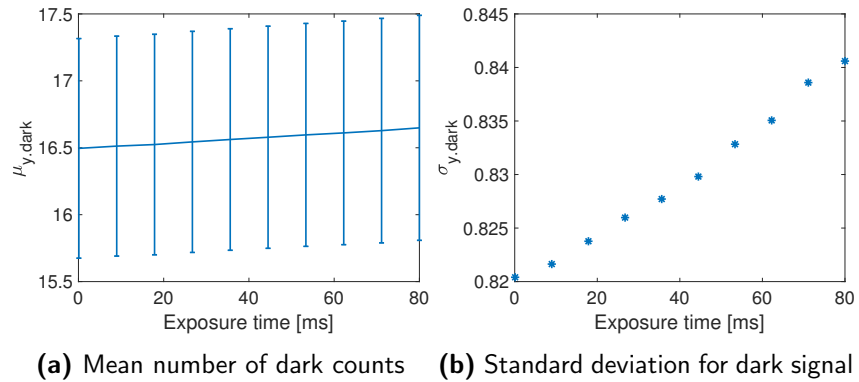 17.5
17
16.5
16
15.5
μy.dark
0 20 40 60 80
Exposure time [ms]
(a) Mean number of dark counts
0.845
0.84
0.835
0.83
0.825
0.82
σy.dark
0 20 40 60 80
Exposure time [ms]
(b) Standard deviation for dark signal